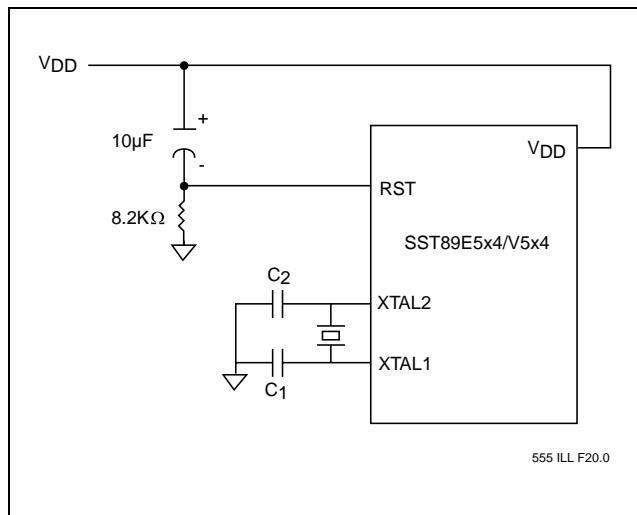 VDD
+
10µF
VDD
-
RST
8.2KΩ
SST89E5x4/V5x4
C2
XTAL2
XTAL1
C1
555 ILL F20.0